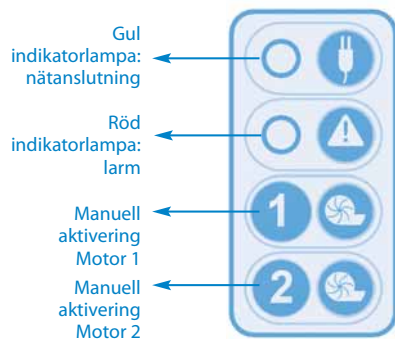 Gul
indikatorlampa:
nätanslutning
Röd
indikatorlampa:
larm
1
Manuell
aktivering
Motor 1
2
Manuell
aktivering
Motor 2